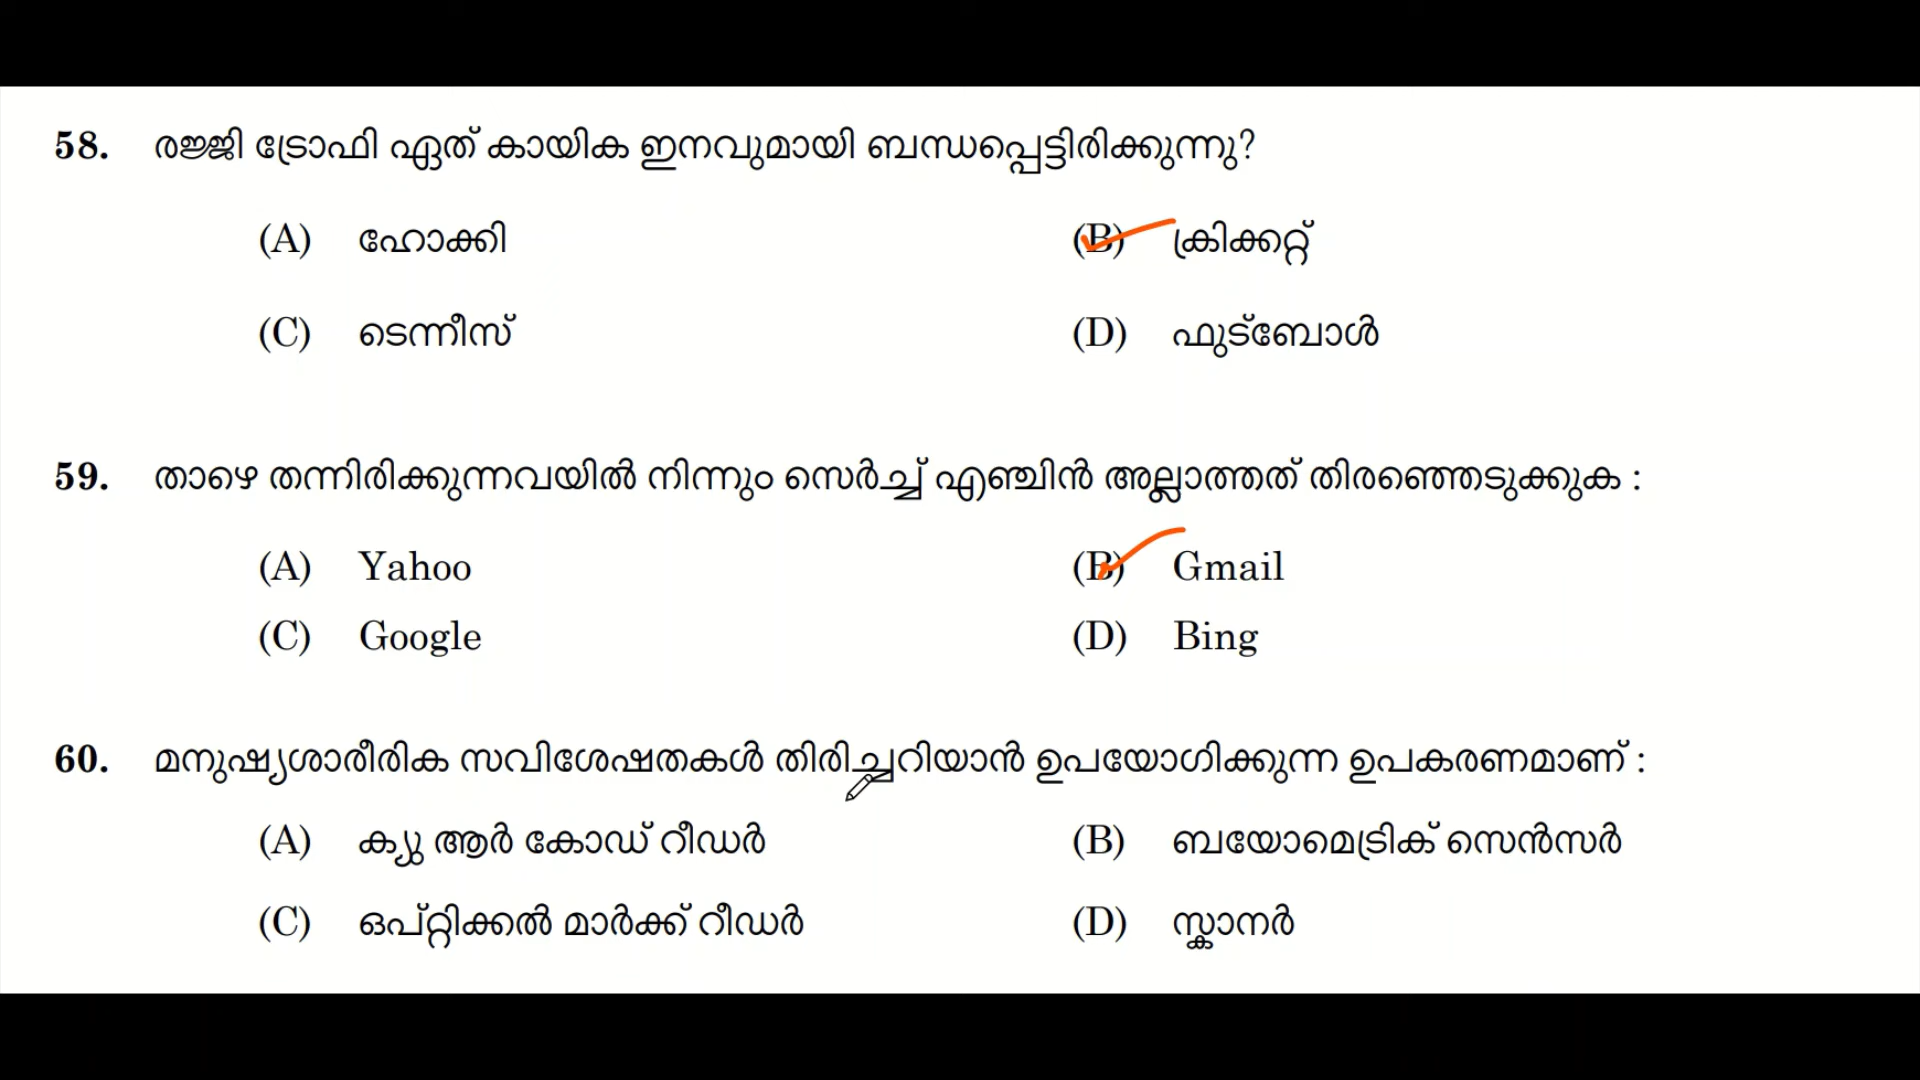 58. രഞ്ജി ട്രോഫി ഏത് കായിക ഇനവുമായി ബന്ധപ്പെട്ടിരിക്കുന്നു?
(A) ഹോക്കി (B) ക്രിക്കറ്റ്
(C) ടെന്നീസ് (D) ഫുട്ബോൾ
59. താഴെ തന്നിരിക്കുന്നവയിൽ നിന്നും സെർച്ച് എഞ്ചിൻ അല്ലാത്തത് തിരഞ്ഞെടുക്കുക :
(A) Yahoo (B) Gmail
(C) Google (D) Bing
60. മനുഷ്യശാരീരിക സവിശേഷതകൾ തിരിച്ചറിയാൻ ഉപയോഗിക്കുന്ന ഉപകരണമാണ് :
(A) ക്യു ആർ കോഡ് റീഡർ (B) ബയോമെട്രിക് സെൻസർ
(C) ഒപ്റ്റിക്കൽ മാർക്ക് റീഡർ (D) സ്കാനർ